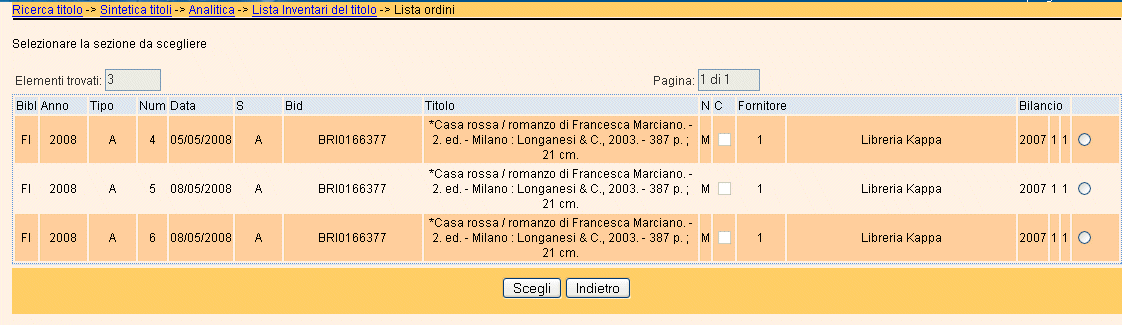 Ricerca titolo -> Sintetica titoli -> Analitica -> Lista Inventari del titolo -> Lista ordini
Selezionare la sezione da scegliere
Elementi trovati: 3 Pagina: 1 di 1
Bibl Anno Tipo Num Data S Bid Titolo N C Fornitore Bilancio
FI 2008 A 4 05/05/2008 A BRI0166377 *Casa rossa / romanzo di Francesca Marciano. -
2. ed. - Milano : Longanesi & C., 2003. - 387 p. ;
21 cm. M 1 Libreria Kappa 2007 1 1
FI 2008 A 5 08/05/2008 A BRI0166377 *Casa rossa / romanzo di Francesca Marciano. -
2. ed. - Milano : Longanesi & C., 2003. - 387 p. ;
21 cm. M 1 Libreria Kappa 2007 1 1
FI 2008 A 6 08/05/2008 A BRI0166377 *Casa rossa / romanzo di Francesca Marciano. -
2. ed. - Milano : Longanesi & C., 2003. - 387 p. ;
21 cm. M 1 Libreria Kappa 2007 1 1
Scegli Indietro